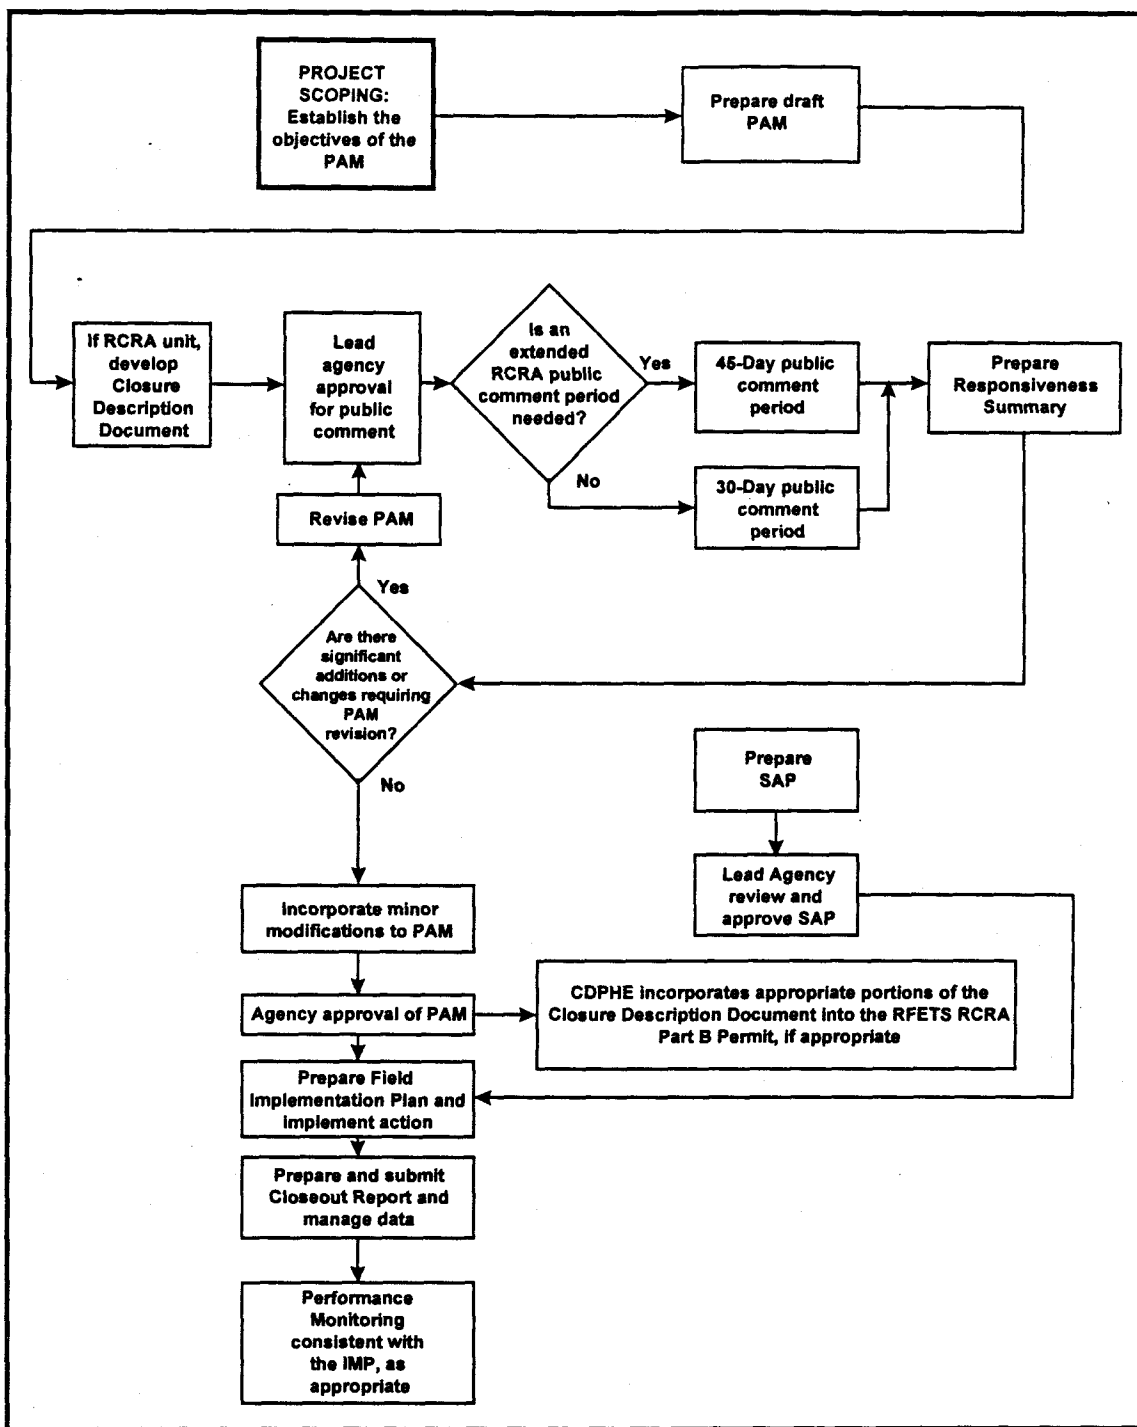 PROJECT
SCOPING:
Establish the
objectives of the
PAM
Prepare draft
PAM
If RCRA unit,
develop
Closure
Description
Document
Lead
agency
approval
for public
comment
Is an
extended
RCRA public
comment period
needed?
Yes
No
45-Day public
comment
period
30-Day public
comment
period
Prepare
Responsiveness
Summary
Revise PAM
Yes
Are there
significant
additions or
changes requiring
PAM
revision?
No
Prepare
SAP
Lead Agency
review and
approve SAP
Incorporate minor
modifications to PAM
Agency approval of PAM
CDPHE incorporates appropriate portions of the
Closure Description Document into the RFETS RCRA
Part B Permit, if appropriate
Prepare Field
Implementation Plan and
implement action
Prepare and submit
Closeout Report and
manage data
Performance
Monitoring
consistent with
the IMP, as
appropriate